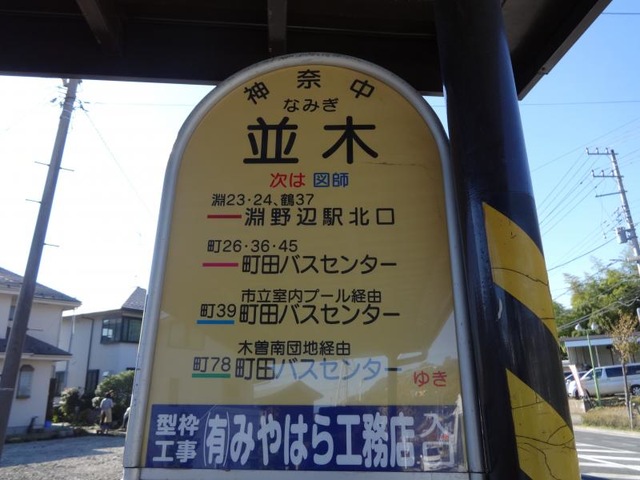 神奈中
なみぎ
並木
次は 図師
淵23・24、鶴37
淵野辺駅北口
町26・36・45
町田バスセンター
市立室内プール経由
町39 町田バスセンター
木曽南団地経由
町78 町田バスセンター ゆき
型枠工事 (有)みやはら工務店 入口